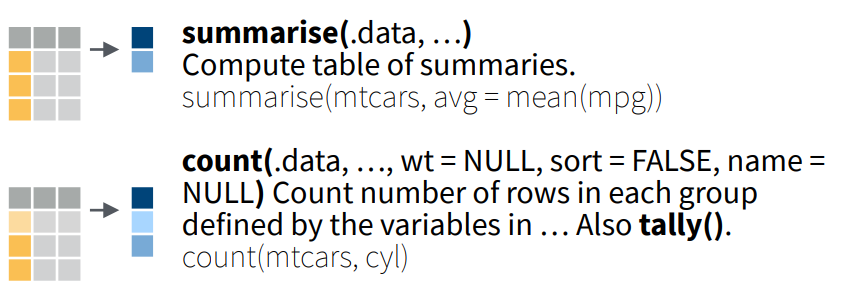 summarise(.data, …)
Compute table of summaries.
summarise(mtcars, avg = mean(mpg))
count(.data, …, wt = NULL, sort = FALSE, name =
NULL) Count number of rows in each group
defined by the variables in … Also tally().
count(mtcars, cyl)